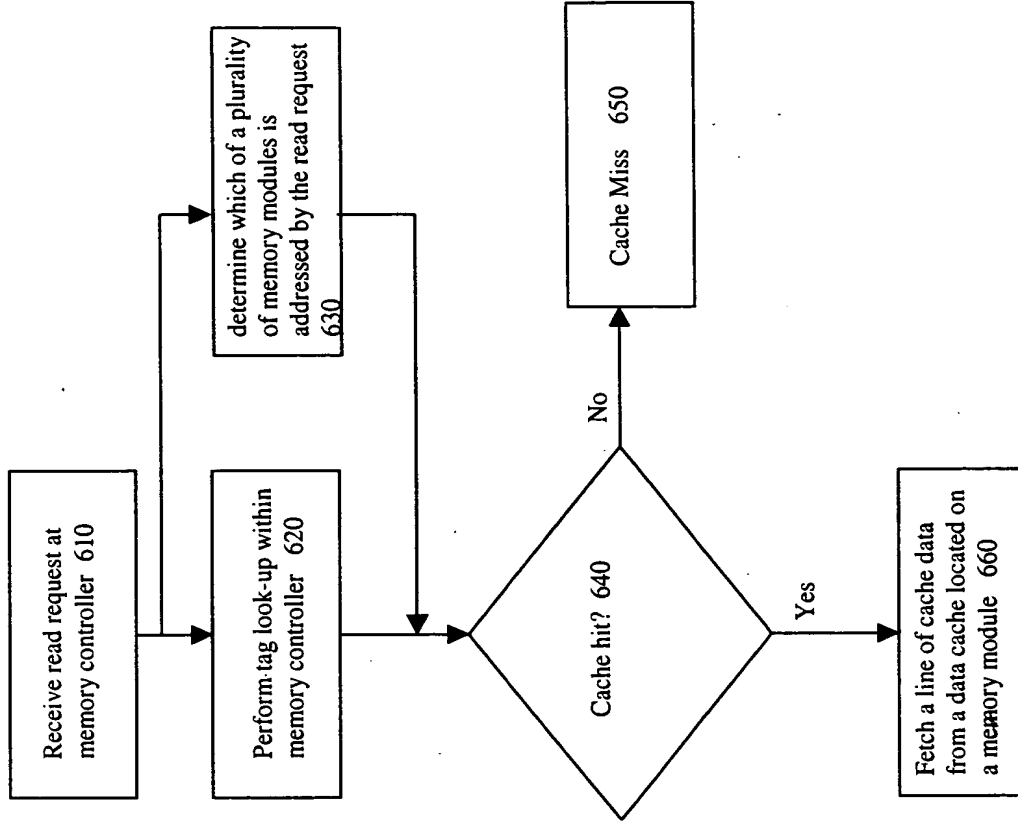 Receive read request at
memory controller 610
Perform tag look-up within
memory controller 620
determine which of a plurality
of memory modules is
addressed by the read request
630
Cache hit? 640
No
Cache Miss 650
Yes
Fetch a line of cache data
from a data cache located on
a memory module 660